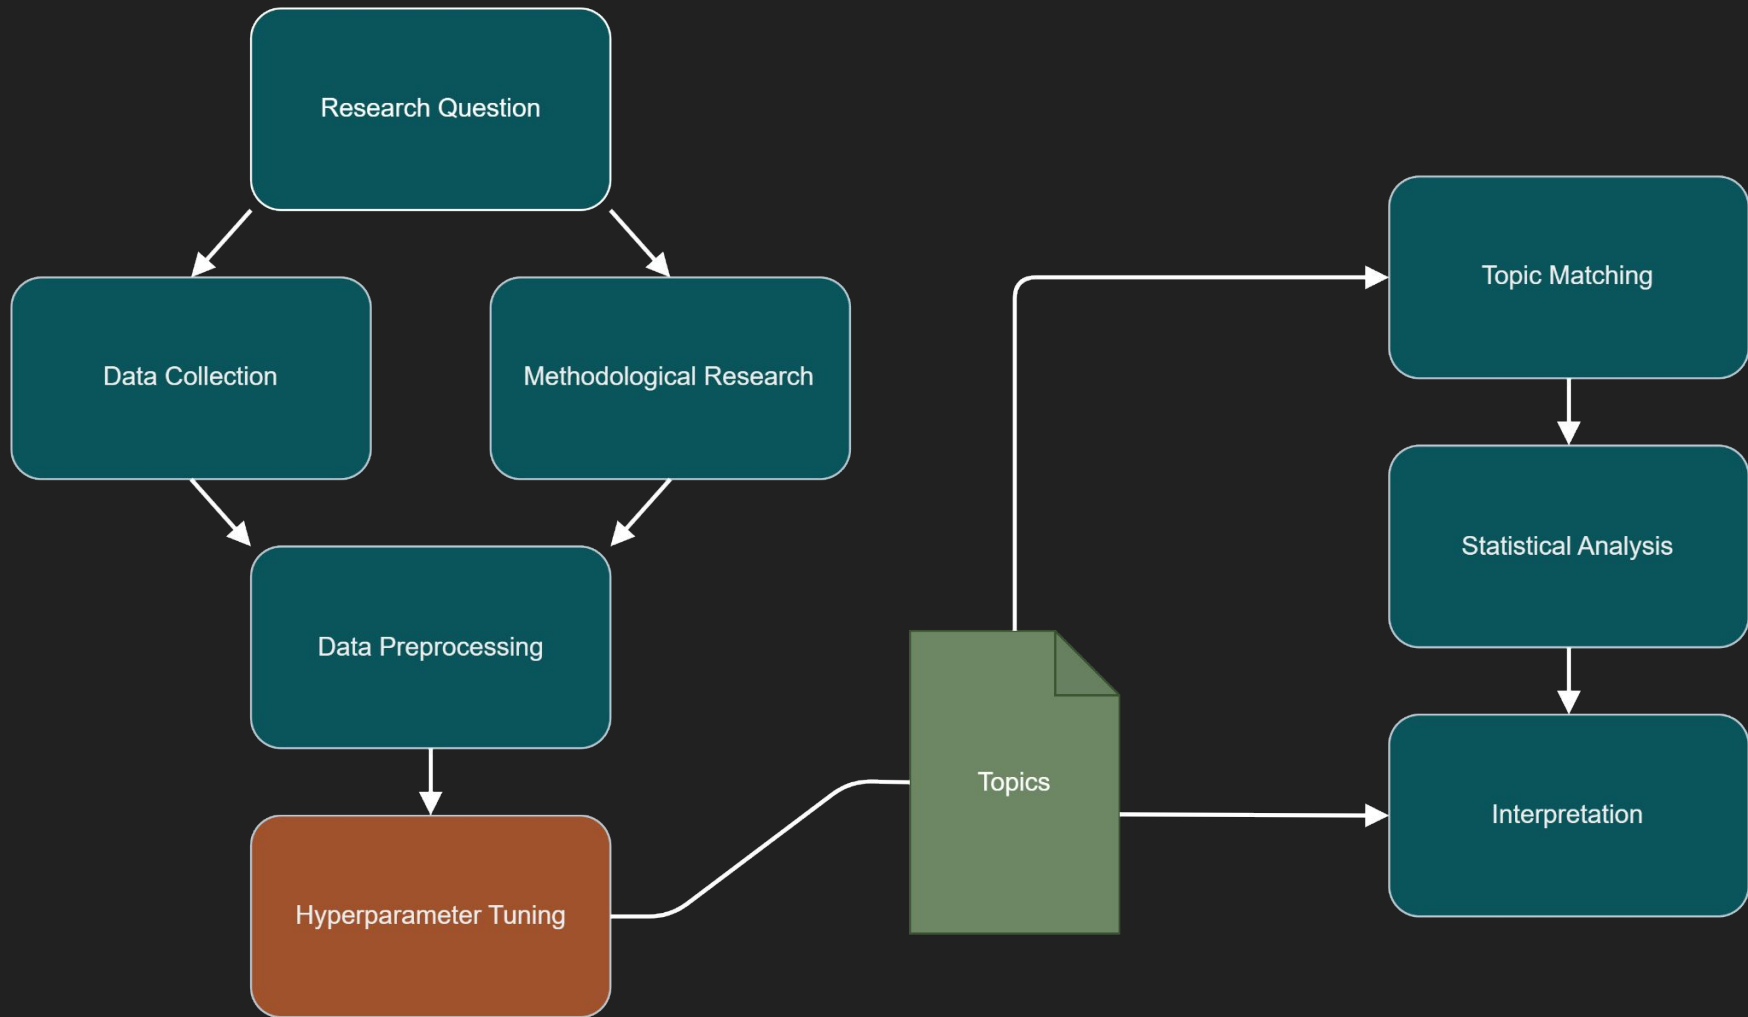 Research Question
Data Collection
Methodological Research
Data Preprocessing
Hyperparameter Tuning
Topics
Topic Matching
Statistical Analysis
Interpretation